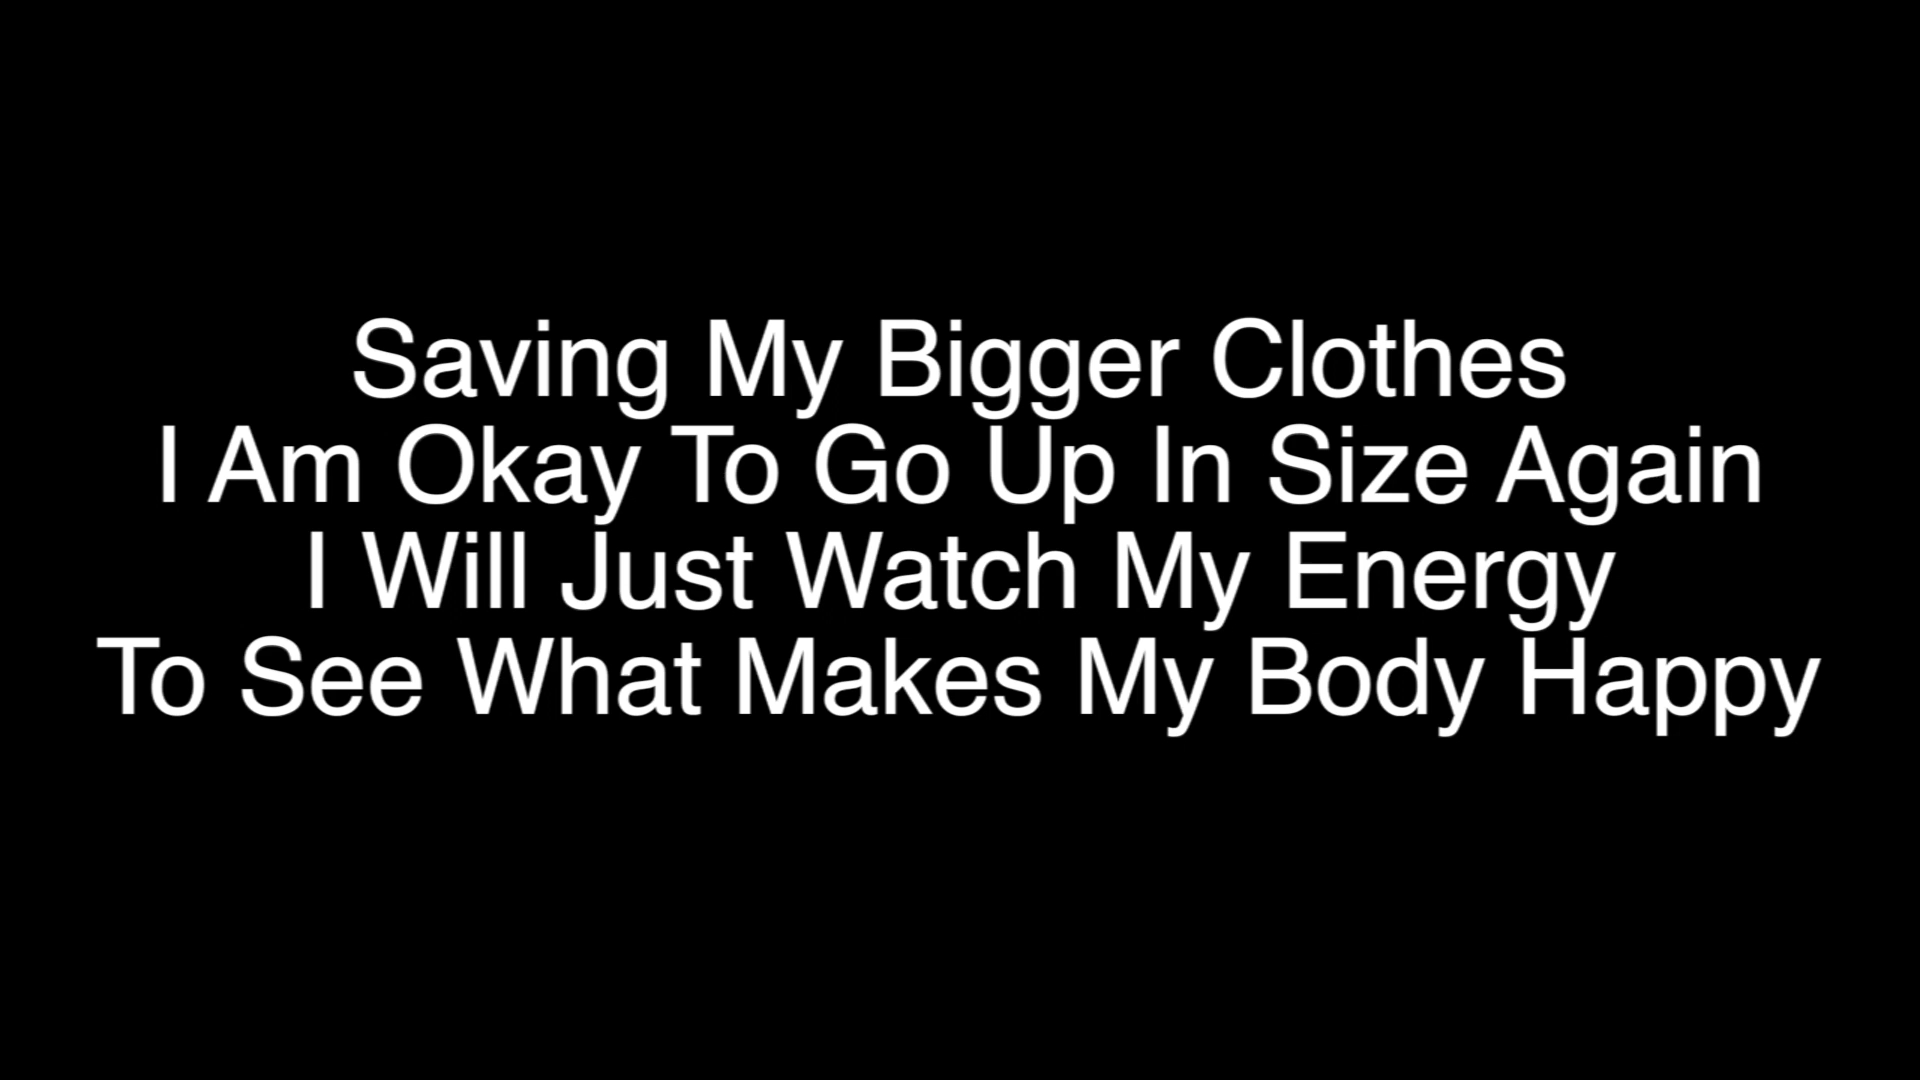 Saving My Bigger Clothes
I Am Okay To Go Up In Size Again
I Will Just Watch My Energy
To See What Makes My Body Happy